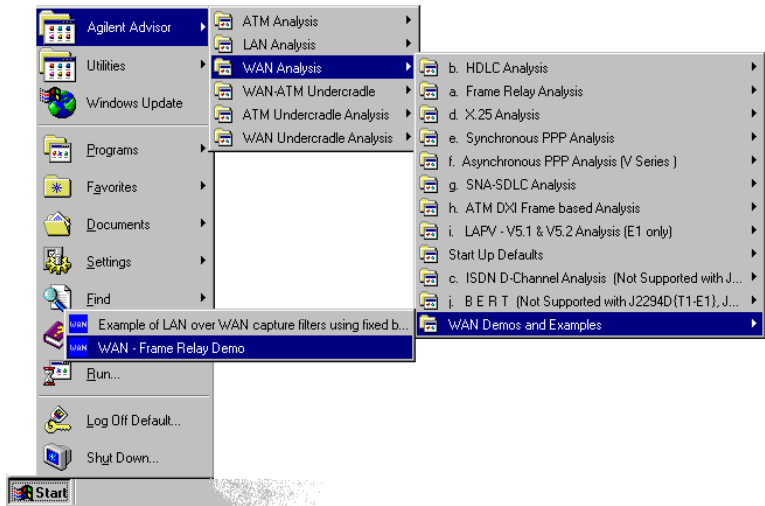 Agilent Advisor
Utilities
Windows Update
Programs
Favorites
Documents
Settings
Find
Run...
Log Off Default...
Shut Down...
Start
ATM Analysis
LAN Analysis
WAN Analysis
WAN-ATM Undercradle
ATM Undercradle Analysis
WAN Undercradle Analysis
b. HDLC Analysis
a. Frame Relay Analysis
d. X.25 Analysis
e. Synchronous PPP Analysis
f. Asynchronous PPP Analysis (V Series )
g. SNA-SDLC Analysis
h. ATM DXI Frame based Analysis
i. LAPV - V5.1 & V5.2 Analysis (E1 only)
Start Up Defaults
c. ISDN D-Channel Analysis (Not Supported with J...
j. B E R T (Not Supported with J2294D{T1-E1}, J...
WAN Demos and Examples
WAN Example of LAN over WAN capture filters using fixed b...
WAN WAN - Frame Relay Demo